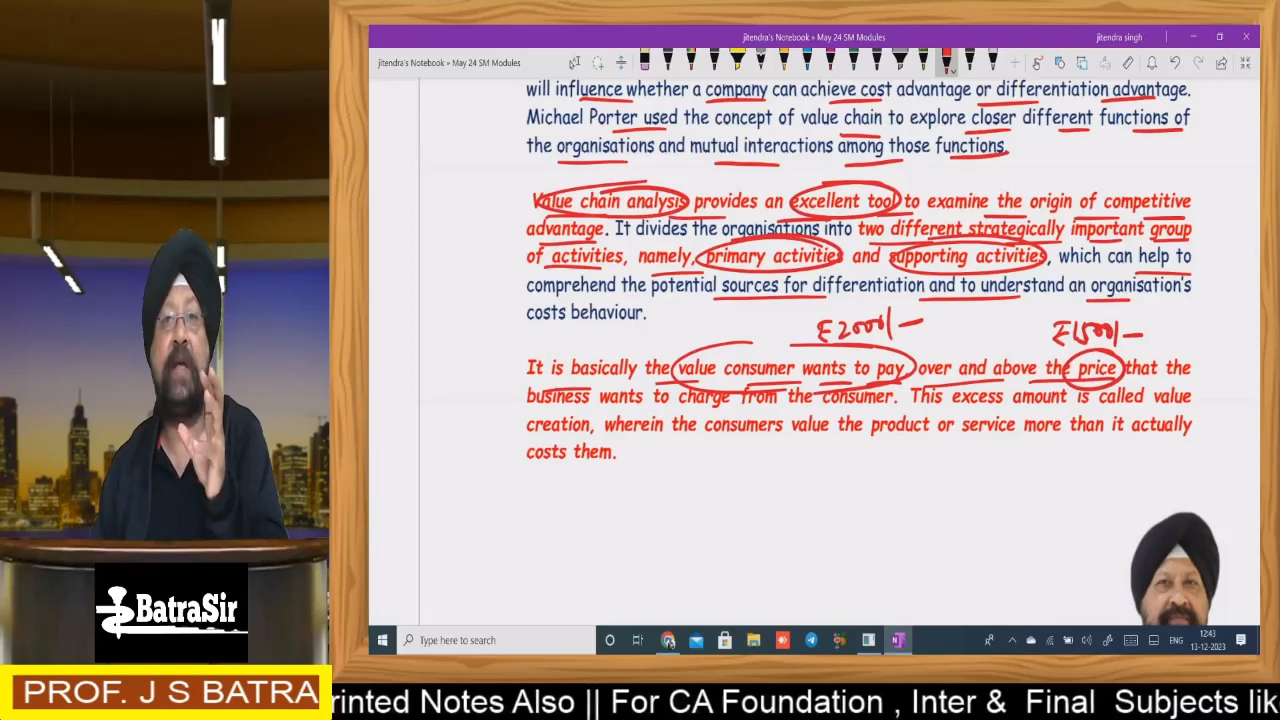 jitendra's Notebook » May 24 SM Modules
jitendra singh
jitendra's Notebook » May 24 SM Modules
will influence whether a company can achieve cost advantage or differentiation advantage.
Michael Porter used the concept of value chain to explore closer different functions of
the organisations and mutual interactions among those functions.
Value chain analysis provides an excellent tool to examine the origin of competitive
advantage. It divides the organisations into two different strategically important group
of activities, namely, primary activities and supporting activities, which can help to
comprehend the potential sources for differentiation and to understand an organisation's
costs behaviour.
₹2000/- ₹1500/-
It is basically the value consumer wants to pay, over and above the price that the
business wants to charge from the consumer. This excess amount is called value
creation, wherein the consumers value the product or service more than it actually
costs them.
BatraSir
Type here to search
ENG
12:43
13-12-2023
PROF. J S BATRA
rinted Notes Also || For CA Foundation , Inter & Final Subjects lik